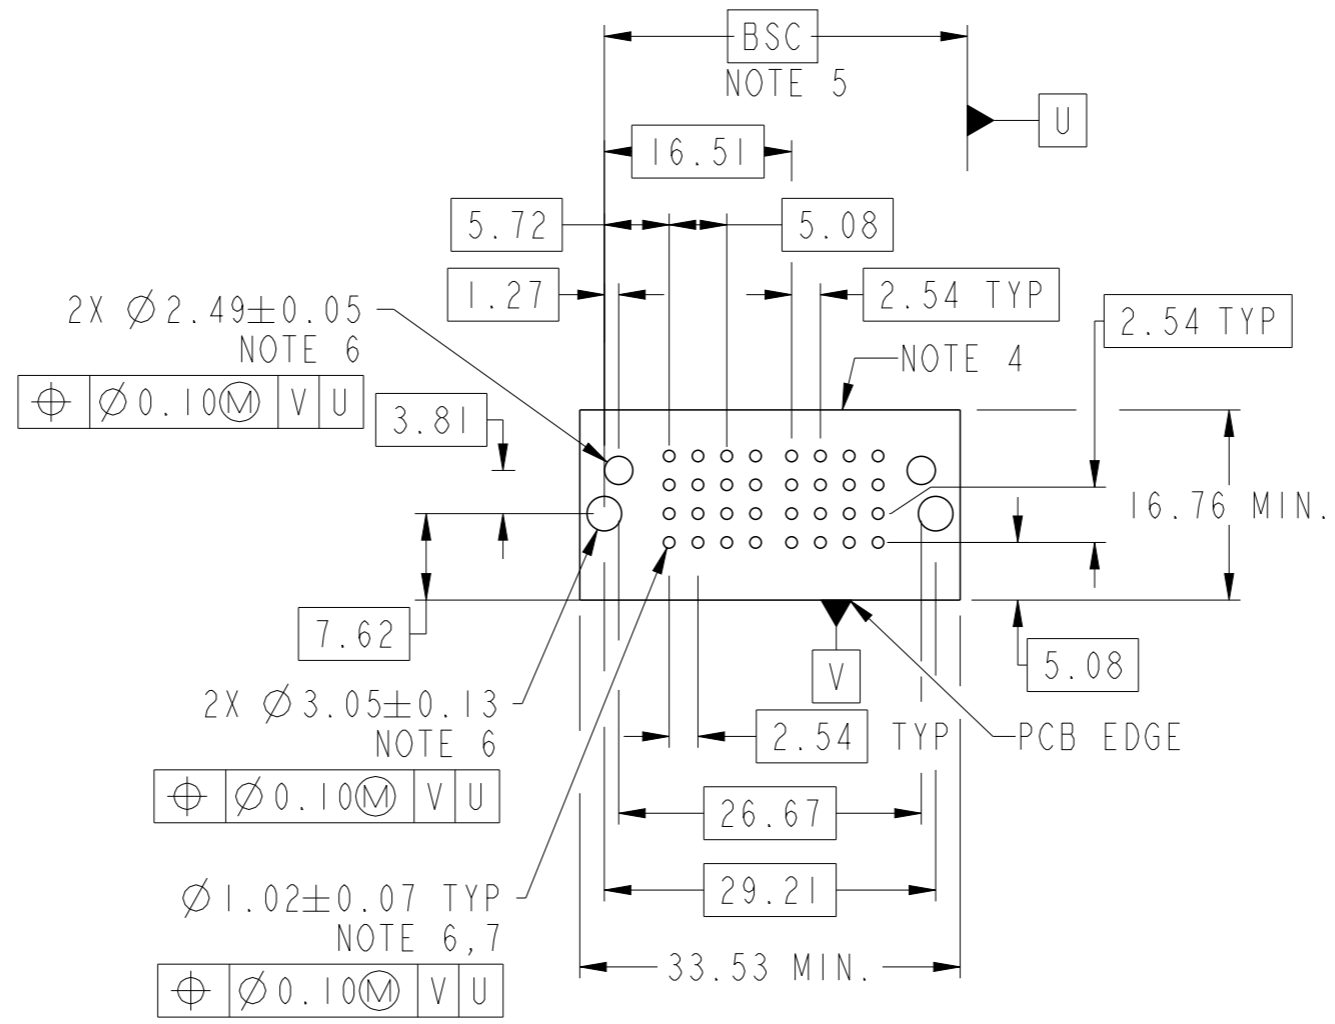 BSC
NOTE 5
U
16.51
5.72
5.08
1.27
2.54 TYP
2X Ø2.49±0.05
NOTE 6
2.54 TYP
NOTE 4
⌖ Ø0.10Ⓜ V U
3.81
16.76 MIN.
7.62
5.08
V
2X Ø3.05±0.13
NOTE 6
2.54 TYP
PCB EDGE
⌖ Ø0.10Ⓜ V U
26.67
Ø1.02±0.07 TYP
NOTE 6,7
29.21
⌖ Ø0.10Ⓜ V U
33.53 MIN.